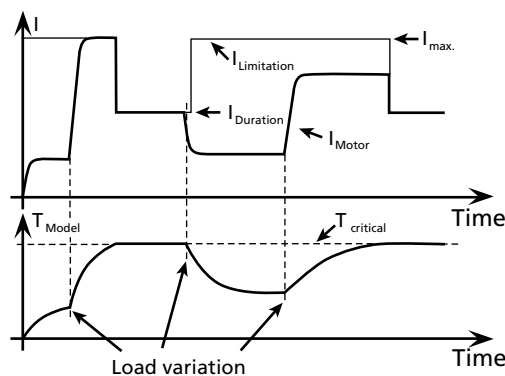 I
I max.
I Limitation
I Duration
I Motor
Time
T Model
T critical
Time
Load variation